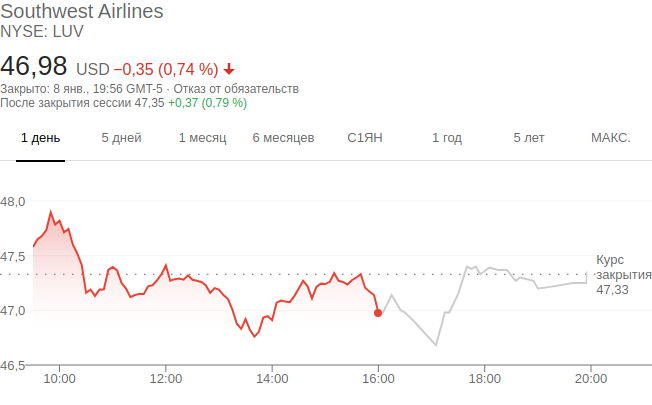 Southwest Airlines
NYSE: LUV
46,98 USD −0,35 (0,74 %)
Закрыто: 8 янв., 19:56 GMT-5 · Отказ от обязательств
После закрытия сессии 47,35 +0,37 (0,79 %)
1 день 5 дней 1 месяц 6 месяцев С1ЯН 1 год 5 лет МАКС.
48,0
47,5
47,0
46,5
Курс
закрытия
47,33
10:00 12:00 14:00 16:00 18:00 20:00